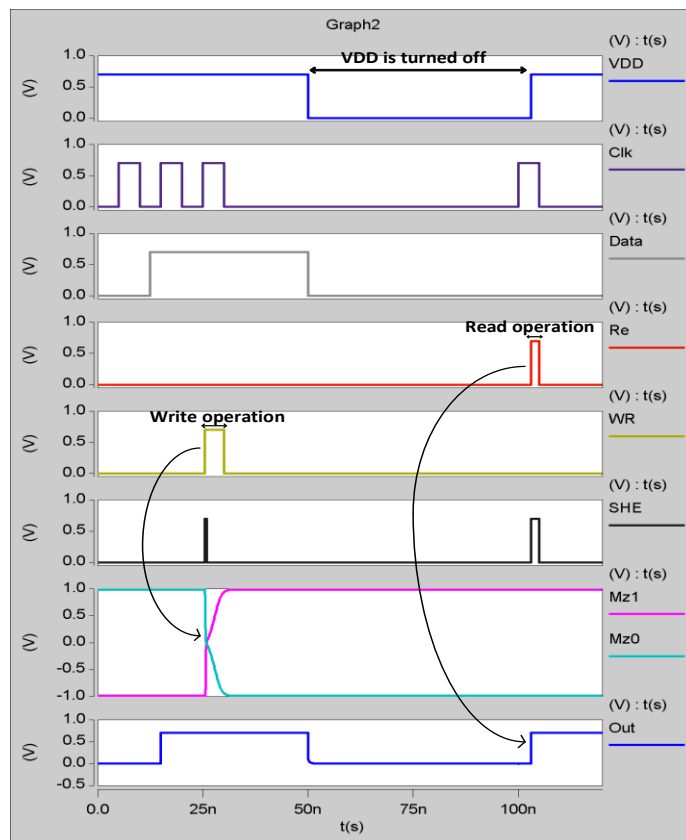 Graph2
(V) : t(s)
VDD is turned off
VDD
(V)
1.0
0.5
0.0
(V) : t(s)
Clk
(V)
1.0
0.5
0.0
(V) : t(s)
Data
(V)
1.0
0.5
0.0
(V) : t(s)
Read operation
Re
(V)
1.0
0.5
0.0
(V) : t(s)
Write operation
WR
(V)
1.0
0.5
0.0
(V) : t(s)
SHE
(V)
1.0
0.5
0.0
(V) : t(s)
Mz1
Mz0
(V)
1.0
0.5
0.0
-0.5
-1.0
(V) : t(s)
Out
(V)
1.0
0.5
0.0
-0.5
0.0 25n 50n 75n 100n
t(s)